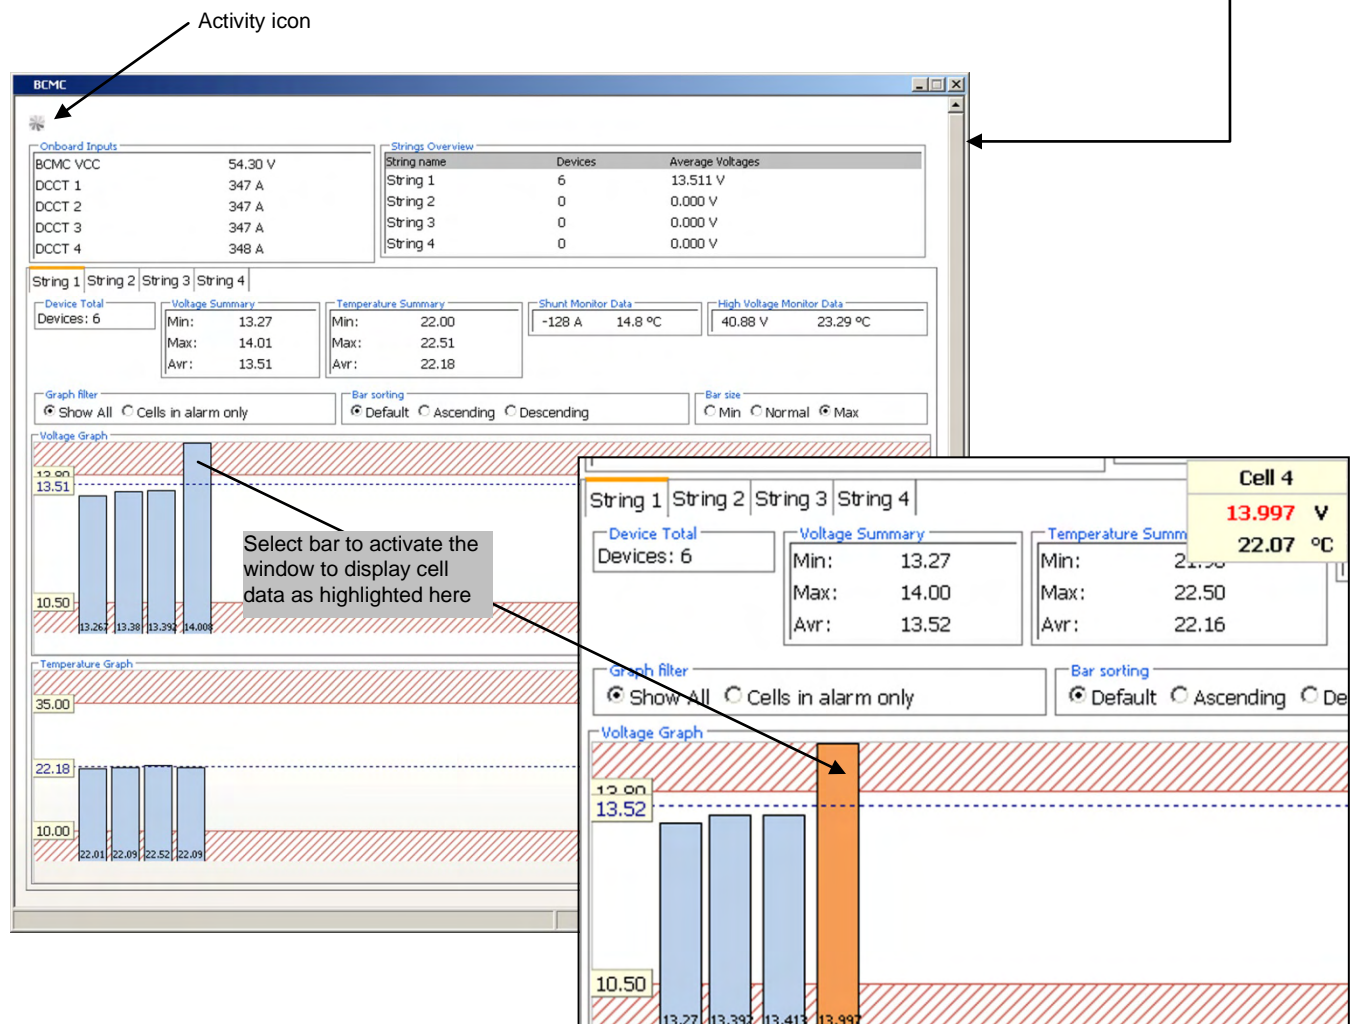 Activity icon
BCMC
Onboard Inputs
BCMC VCC 54.30 V
DCCT 1 347 A
DCCT 2 347 A
DCCT 3 347 A
DCCT 4 348 A
Strings Overview
String name Devices Average Voltages
String 1 6 13.511 V
String 2 0 0.000 V
String 3 0 0.000 V
String 4 0 0.000 V
String 1 String 2 String 3 String 4
Device Total
Devices: 6
Voltage Summary
Min: 13.27
Max: 14.01
Avr: 13.51
Temperature Summary
Min: 22.00
Max: 22.51
Avr: 22.18
Shunt Monitor Data
-128 A 14.8 ºC
High Voltage Monitor Data
40.88 V 23.29 ºC
Graph filter
Show All Cells in alarm only
Bar sorting
Default Ascending Descending
Bar size
Min Normal Max
Voltage Graph
13.80
13.51
10.50
13.267 13.38 13.392 14.008
Select bar to activate the
window to display cell
data as highlighted here
Temperature Graph
35.00
22.18
10.00
22.01 22.09 22.52 22.09
Cell 4
13.997 V
22.07 ºC
String 1 String 2 String 3 String 4
Device Total
Devices: 6
Voltage Summary
Min: 13.27
Max: 14.00
Avr: 13.52
Temperature Summ
Min: 21.98
Max: 22.50
Avr: 22.16
Graph filter
Show All Cells in alarm only
Bar sorting
Default Ascending De
Voltage Graph
13.80
13.52
10.50
13.27 13.392 13.413 13.997